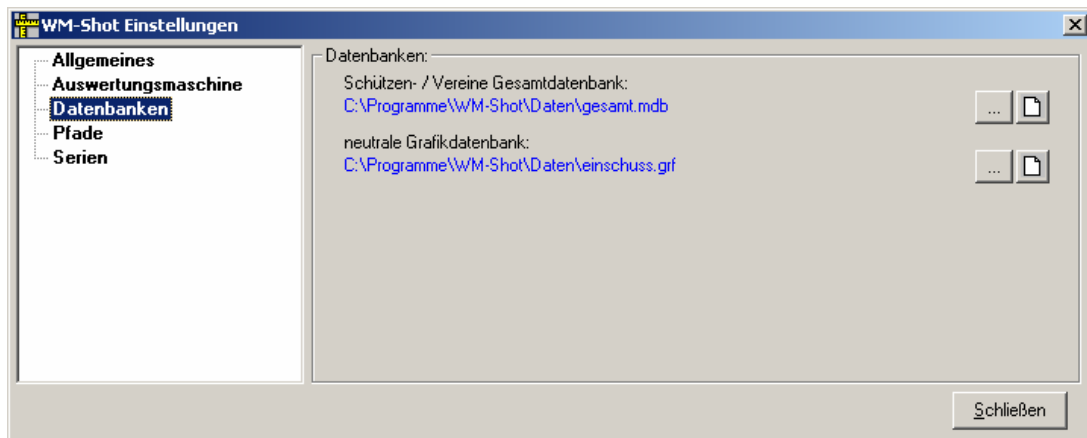 WM-Shot Einstellungen
Allgemeines
Auswertungsmaschine
Datenbanken
Pfade
Serien
Datenbanken:
Schützen- / Vereine Gesamtdatenbank:
C:\Programme\WM-Shot\Daten\gesamt.mdb
...
neutrale Grafikdatenbank:
C:\Programme\WM-Shot\Daten\einschuss.grf
...
Schließen